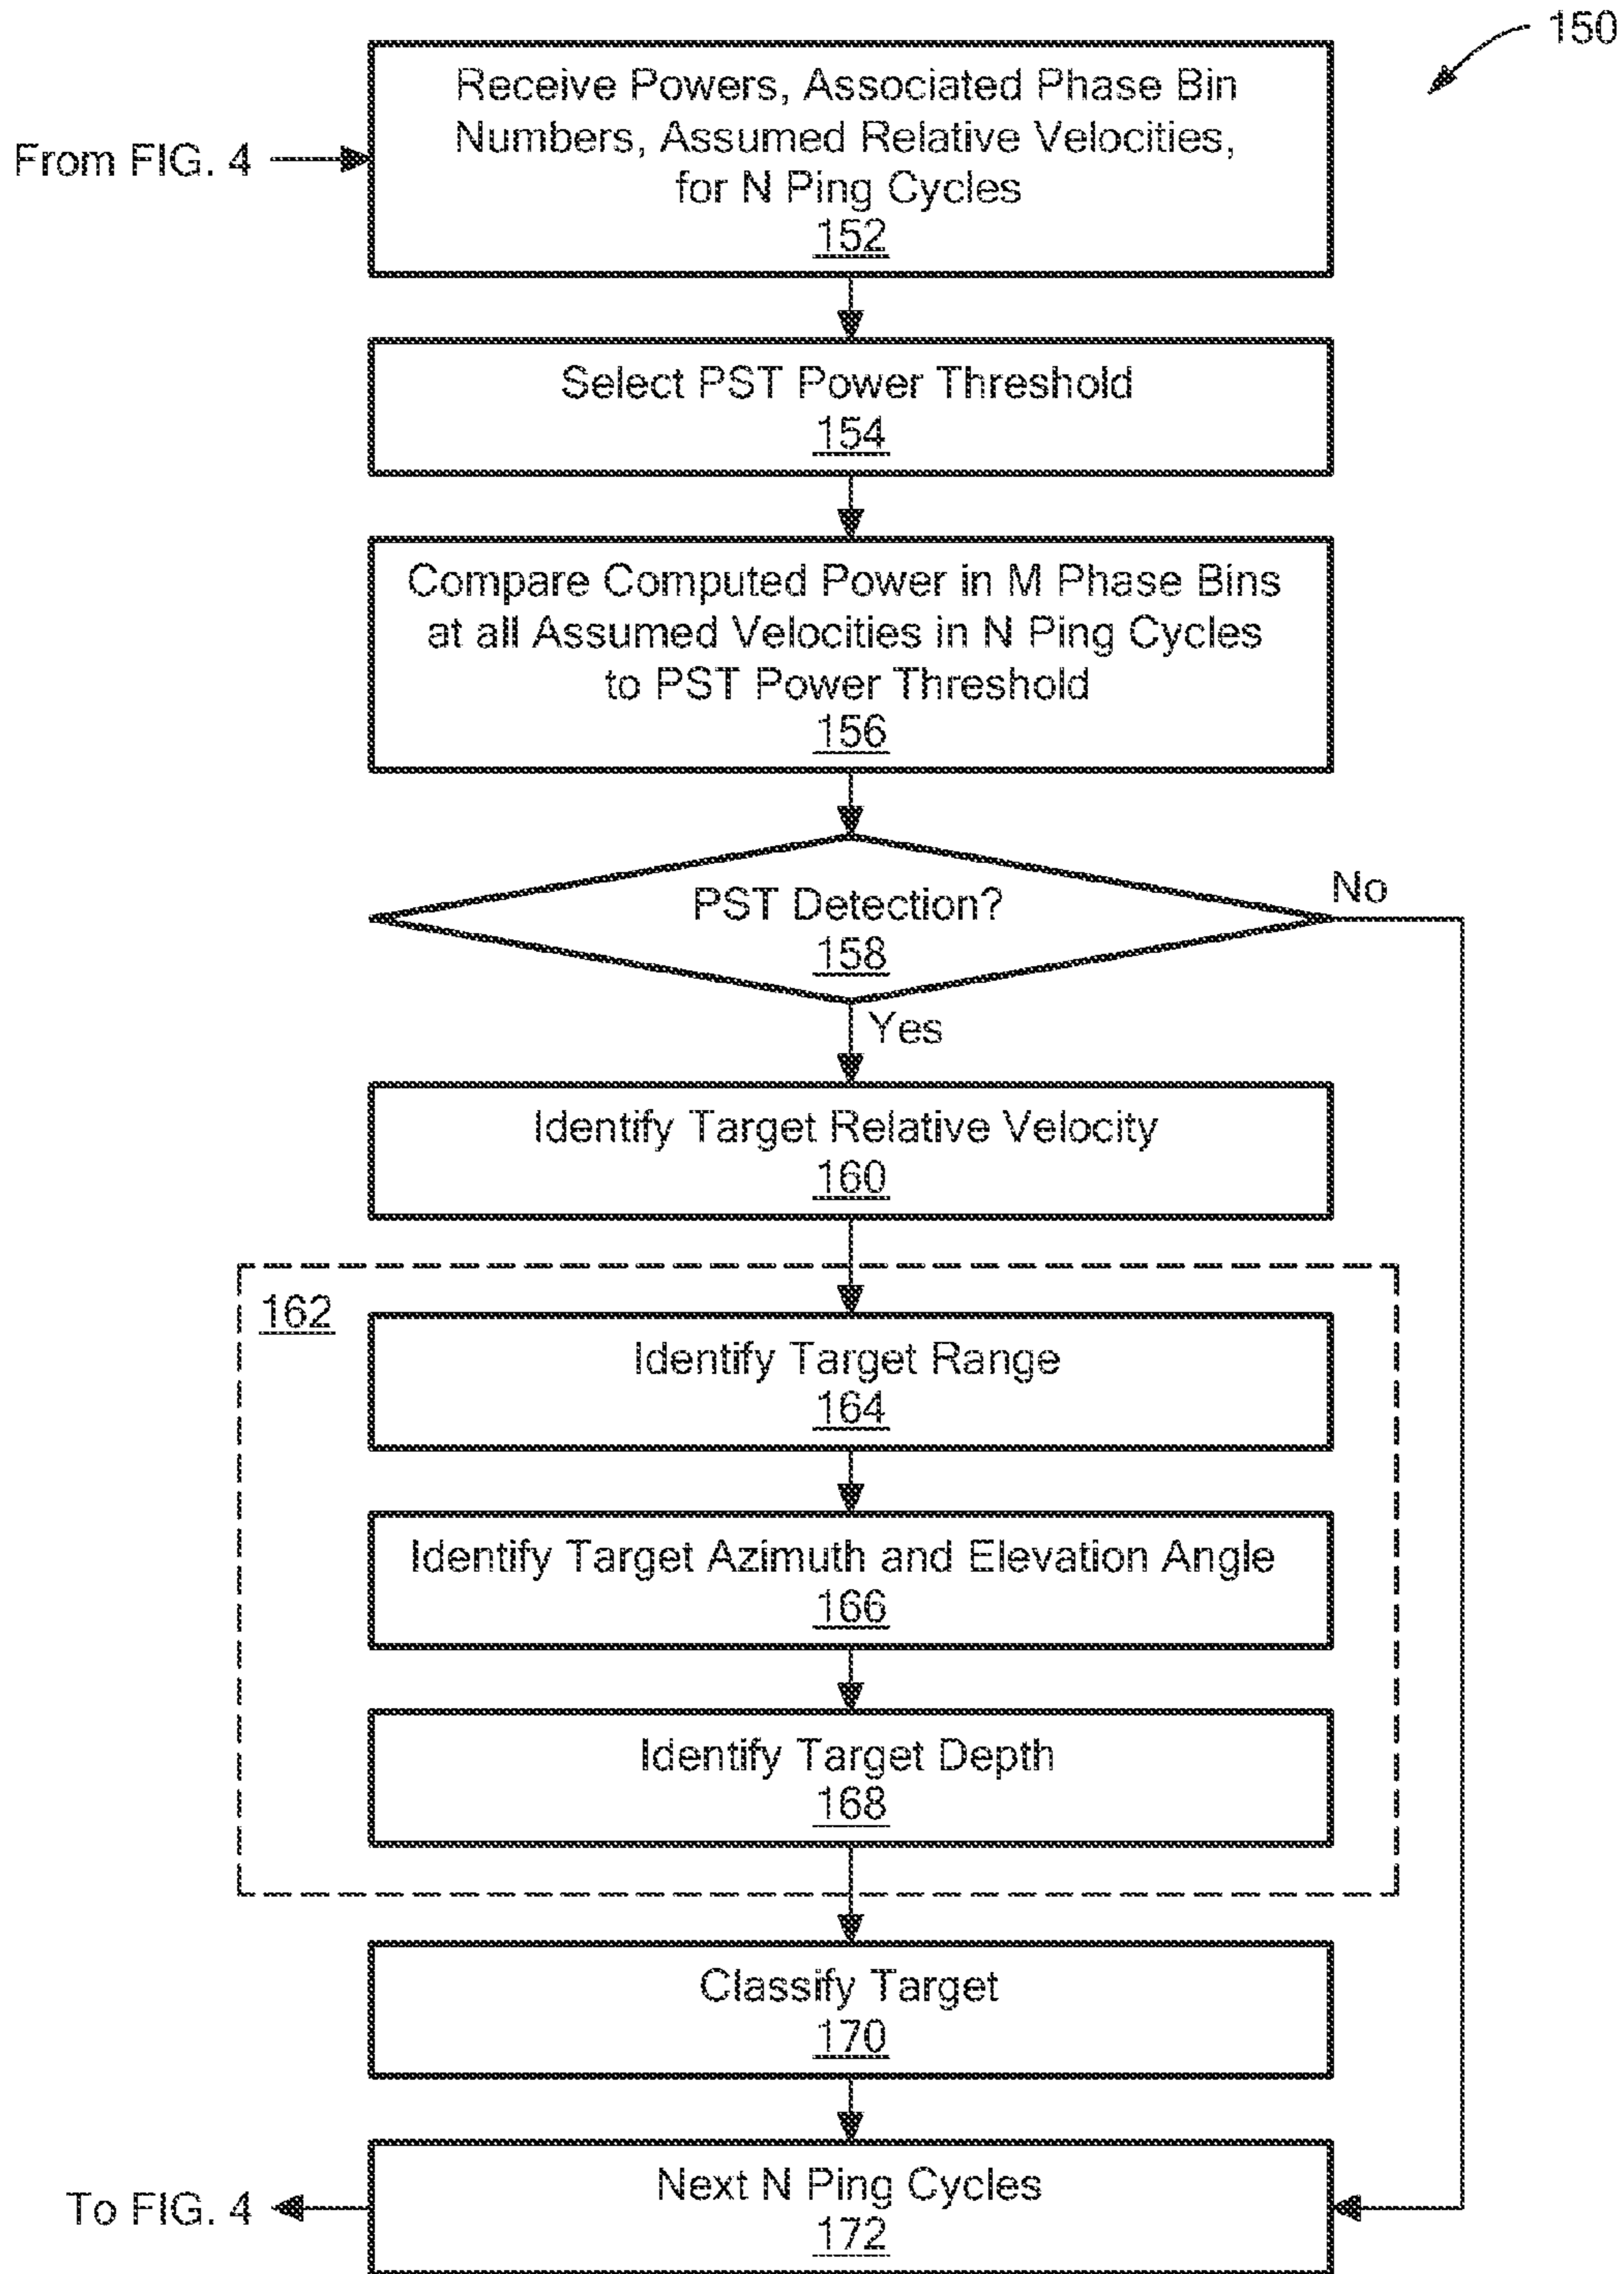 150
Receive Powers, Associated Phase Bin
Numbers, Assumed Relative Velocities,
for N Ping Cycles
152
From FIG. 4
Select PST Power Threshold
154
Compare Computed Power in M Phase Bins
at all Assumed Velocities in N Ping Cycles
to PST Power Threshold
156
PST Detection?
158
No
Yes
Identify Target Relative Velocity
160
162
Identify Target Range
164
Identify Target Azimuth and Elevation Angle
166
Identify Target Depth
168
Classify Target
170
Next N Ping Cycles
172
To FIG. 4